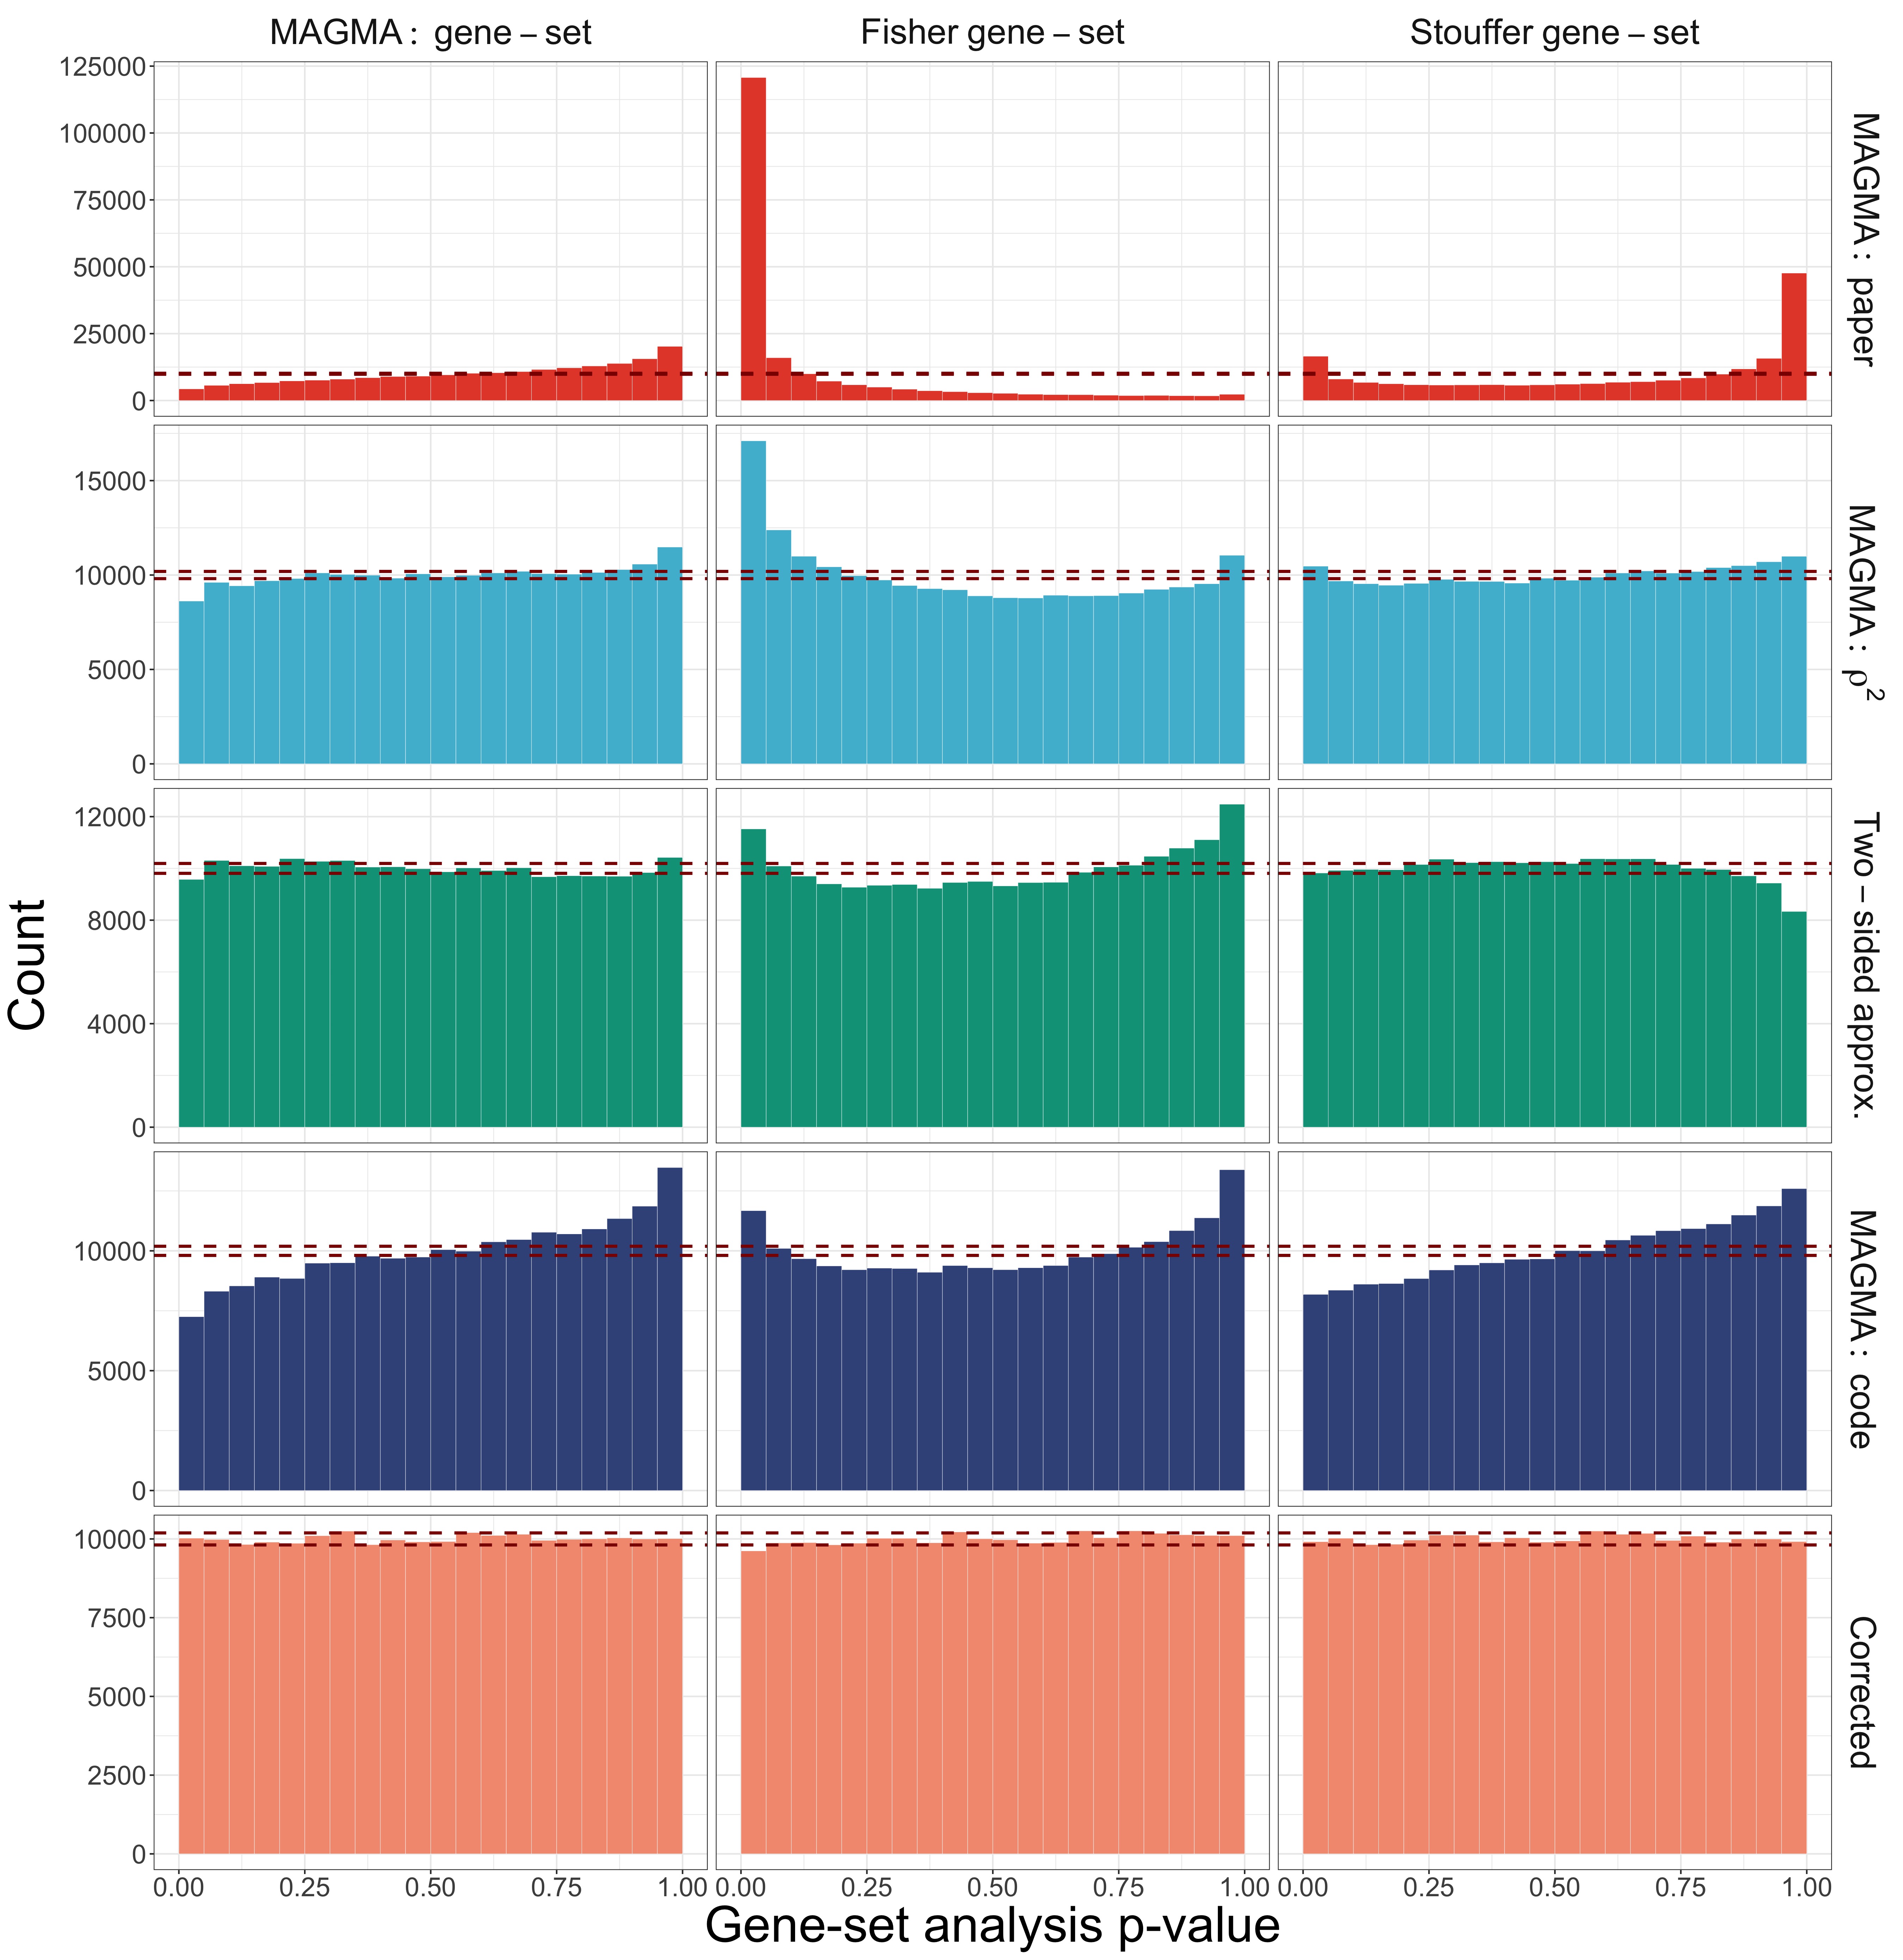 MAGMA : gene – set
Fisher gene – set
Stouffer gene – set
125000
100000
75000
50000
25000
0
MAGMA : paper
15000
10000
5000
0
MAGMA : ρ²
12000
8000
4000
0
Two – sided approx.
Count
10000
5000
0
MAGMA : code
10000
7500
5000
2500
0
Corrected
0.00 0.25 0.50 0.75 1.00 0.00 0.25 0.50 0.75 1.00 0.00 0.25 0.50 0.75 1.00
Gene-set analysis p-value